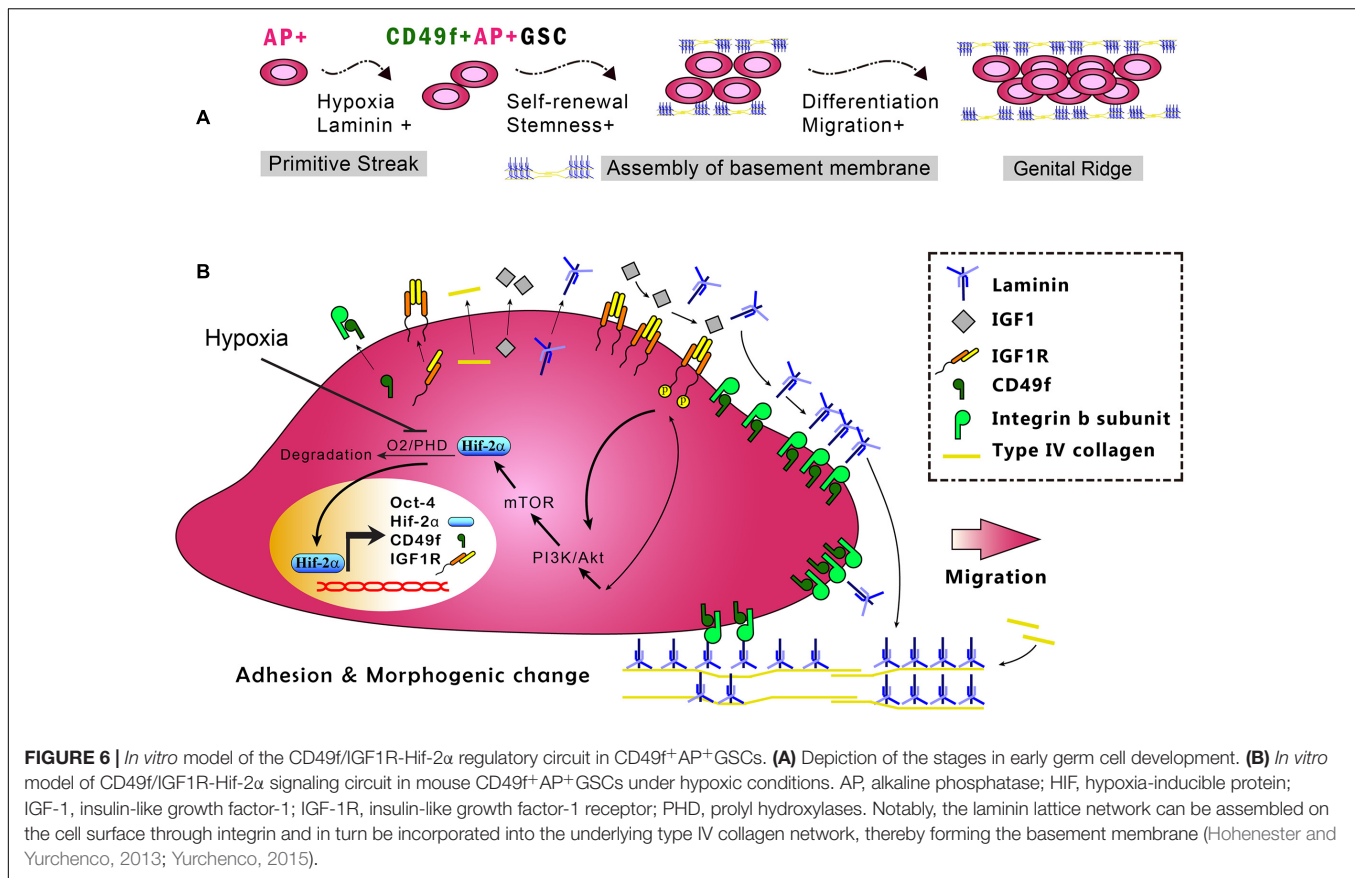 AP+
CD49f+AP+GSC
A
Hypoxia
Laminin +
Self-renewal
Stemness+
Differentiation
Migration+
Primitive Streak
Assembly of basement membrane
Genital Ridge
B
Hypoxia
Laminin
IGF1
IGF1R
CD49f
Integrin b subunit
Type IV collagen
P
P
O2/PHD
Degradation
Hif-2α
mTOR
PI3K/Akt
Oct-4
Hif-2α
CD49f
IGF1R
Hif-2α
Migration
Adhesion & Morphogenic change
FIGURE 6 | In vitro model of the CD49f/IGF1R-Hif-2α regulatory circuit in CD49f+AP+GSCs. (A) Depiction of the stages in early germ cell development. (B) In vitro
model of CD49f/IGF1R-Hif-2α signaling circuit in mouse CD49f+AP+GSCs under hypoxic conditions. AP, alkaline phosphatase; HIF, hypoxia-inducible protein;
IGF-1, insulin-like growth factor-1; IGF-1R, insulin-like growth factor-1 receptor; PHD, prolyl hydroxylases. Notably, the laminin lattice network can be assembled on
the cell surface through integrin and in turn be incorporated into the underlying type IV collagen network, thereby forming the basement membrane (Hohenester and
Yurchenco, 2013; Yurchenco, 2015).